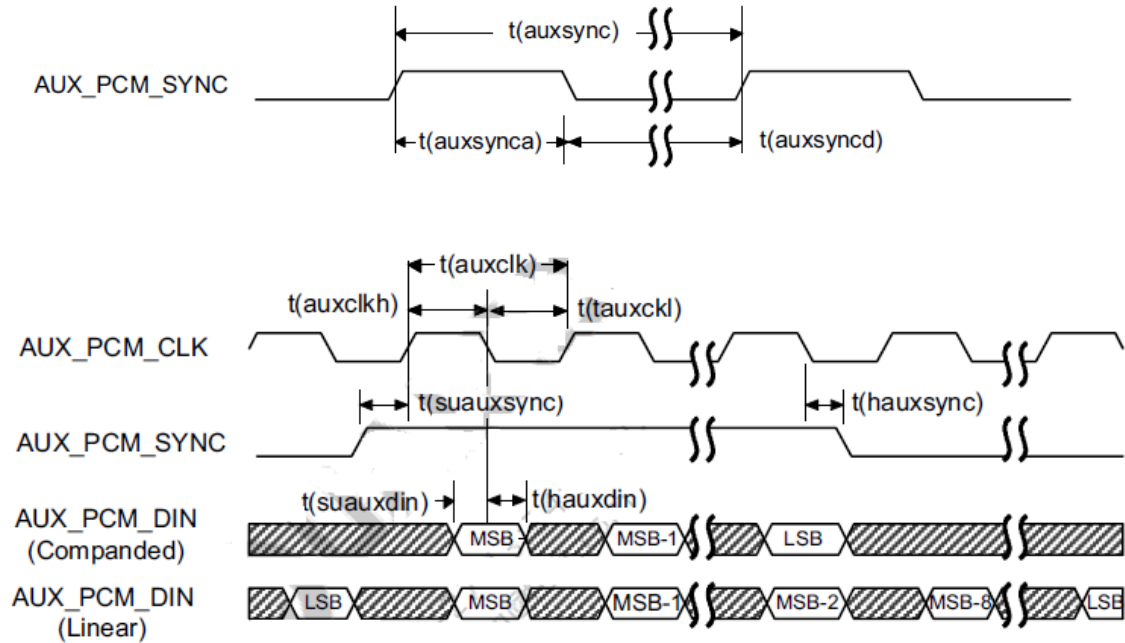 t(auxsync)
AUX_PCM_SYNC
t(auxsynca)
t(auxsyncd)
t(auxclk)
t(auxclkh)
t(tauxckl)
AUX_PCM_CLK
t(suauxsync)
t(hauxsync)
AUX_PCM_SYNC
t(suauxdin)
t(hauxdin)
AUX_PCM_DIN
(Companded)
MSB
MSB-1
LSB
AUX_PCM_DIN
(Linear)
LSB
MSB
MSB-1
MSB-2
MSB-8
LSB